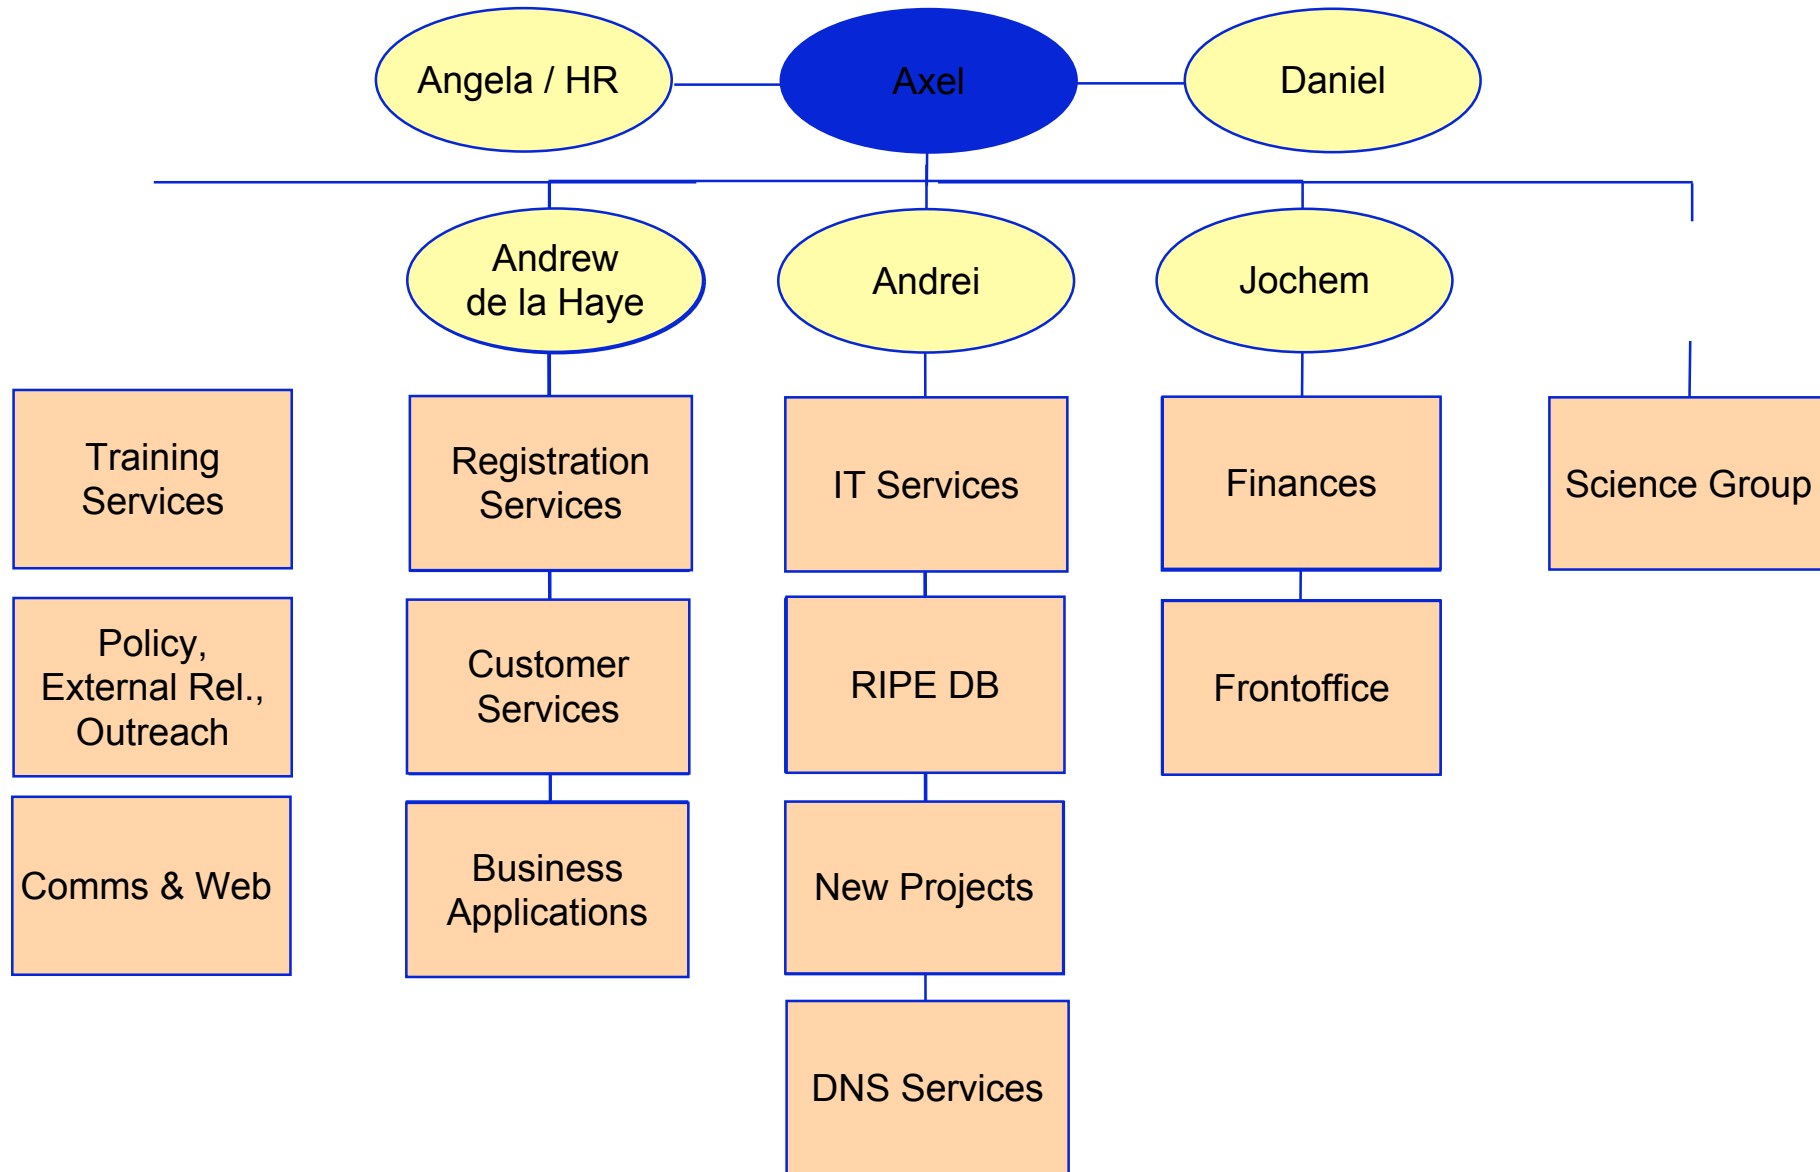 Angela / HR
Axel
Daniel
Andrew
de la Haye
Andrei
Jochem
Training
Services
Registration
Services
IT Services
Finances
Science Group
Policy,
External Rel.,
Outreach
Customer
Services
RIPE DB
Frontoffice
Comms & Web
Business
Applications
New Projects
DNS Services